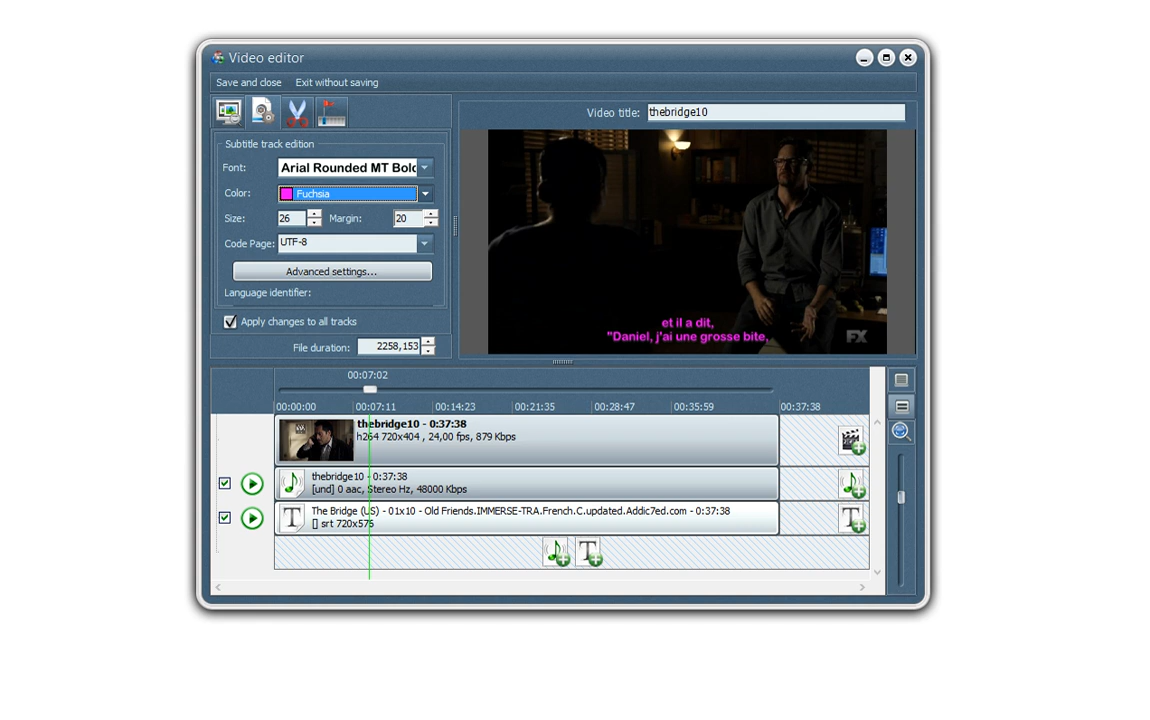 Video editor
Save and close Exit without saving
Video title: thebridge10
Subtitle track edition
Font: Arial Rounded MT Bolc
Color: Fuchsia
Size: 26 Margin: 20
Code Page: UTF-8
Advanced settings...
Language identifier:
Apply changes to all tracks
File duration: 2258,153
et il a dit,
"Daniel, j'ai une grosse bite,
FX
00:07:02
00:00:00 00:07:11 00:14:23 00:21:35 00:28:47 00:35:59 00:37:38
thebridge10 - 0:37:38
h264 720x404 , 24,00 fps, 879 Kbps
thebridge10 - 0:37:38
[und] 0 aac, Stereo Hz, 48000 Kbps
The Bridge (US) - 01x10 - Old Friends.IMMERSE-TRA.French.C.updated.Addic7ed.com - 0:37:38
[] srt 720x576